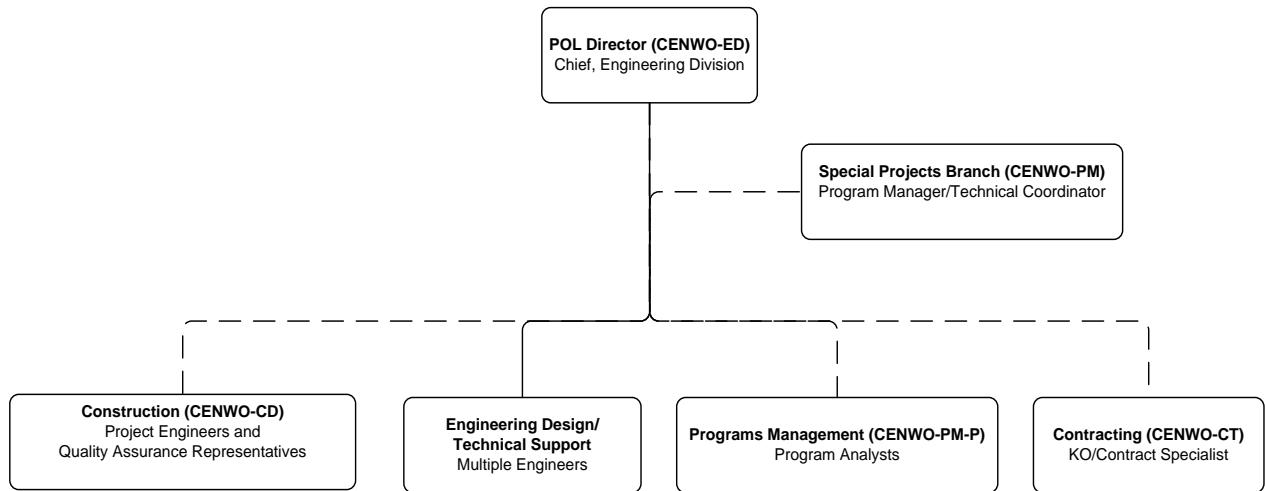 POL Director (CENWO-ED)
Chief, Engineering Division
Special Projects Branch (CENWO-PM)
Program Manager/Technical Coordinator
Construction (CENWO-CD)
Project Engineers and
Quality Assurance Representatives
Engineering Design/
Technical Support
Multiple Engineers
Programs Management (CENWO-PM-P)
Program Analysts
Contracting (CENWO-CT)
KO/Contract Specialist